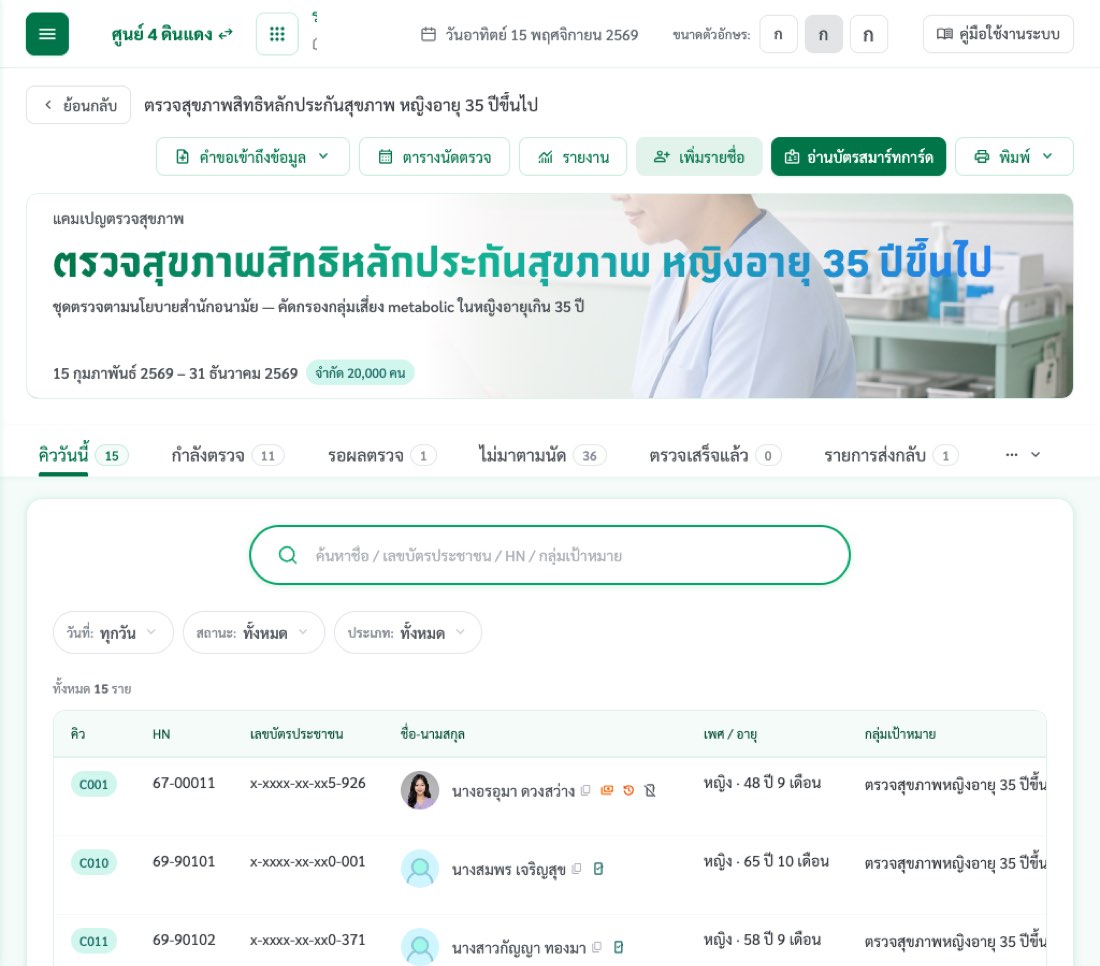 ศูนย์ 4 ดินแดง
วันอาทิตย์ 15 พฤศจิกายน 2569
ขนาดตัวอักษร:
ก
ก
ก
คู่มือใช้งานระบบ
ย้อนกลับ
ตรวจสุขภาพสิทธิหลักประกันสุขภาพ หญิงอายุ 35 ปีขึ้นไป
คำขอเข้าถึงข้อมูล
ตารางนัดตรวจ
รายงาน
เพิ่มรายชื่อ
อ่านบัตรสมาร์ทการ์ด
พิมพ์
แคมเปญตรวจสุขภาพ
ตรวจสุขภาพสิทธิหลักประกันสุขภาพ หญิงอายุ 35 ปีขึ้นไป
ชุดตรวจตามนโยบายสำนักอนามัย — คัดกรองกลุ่มเสี่ยง metabolic ในหญิงอายุเกิน 35 ปี
15 กุมภาพันธ์ 2569 – 31 ธันวาคม 2569 จำกัด 20,000 คน
คิววันนี้ 15
กำลังตรวจ 11
รอผลตรวจ 1
ไม่มาตามนัด 36
ตรวจเสร็จแล้ว 0
รายการส่งกลับ 1
ค้นหาชื่อ / เลขบัตรประชาชน / HN / กลุ่มเป้าหมาย
วันที่: ทุกวัน
สถานะ: ทั้งหมด
ประเภท: ทั้งหมด
ทั้งหมด 15 ราย
คิว HN เลขบัตรประชาชน ชื่อ-นามสกุล เพศ / อายุ กลุ่มเป้าหมาย
C001 67-00011 x-xxxx-xx-xx5-926 นางอรอุมา ดวงสว่าง หญิง · 48 ปี 9 เดือน ตรวจสุขภาพหญิงอายุ 35 ปีขึ้น
C010 69-90101 x-xxxx-xx-xx0-001 นางสมพร เจริญสุข หญิง · 65 ปี 10 เดือน ตรวจสุขภาพหญิงอายุ 35 ปีขึ้น
C011 69-90102 x-xxxx-xx-xx0-371 นางสาวกัญญา ทองมา หญิง · 58 ปี 9 เดือน ตรวจสุขภาพหญิงอายุ 35 ปีขึ้น